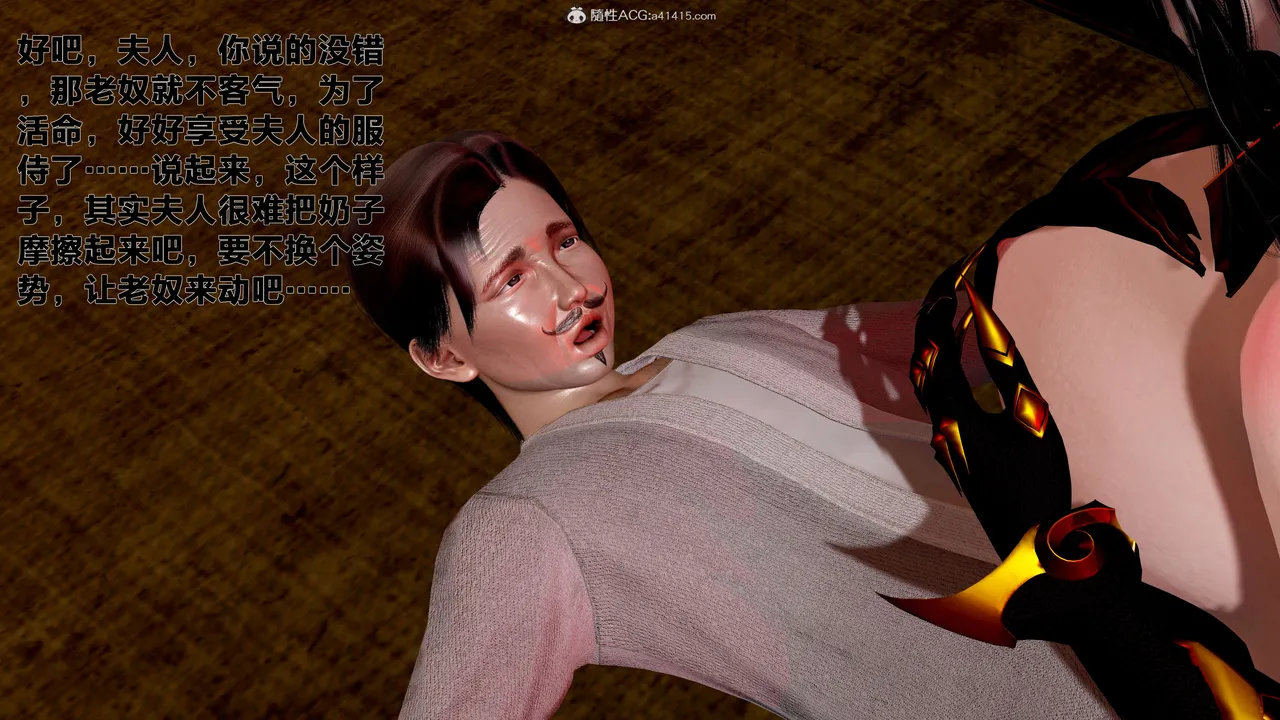 隨性ACG:a41415.com
好吧，夫人，你说的没错
，那老奴就不客气，为了
活命，好好享受夫人的服
侍了……说起来，这个样
子，其实夫人很难把奶子
摩擦起来吧，要不换个姿
势，让老奴来动吧……